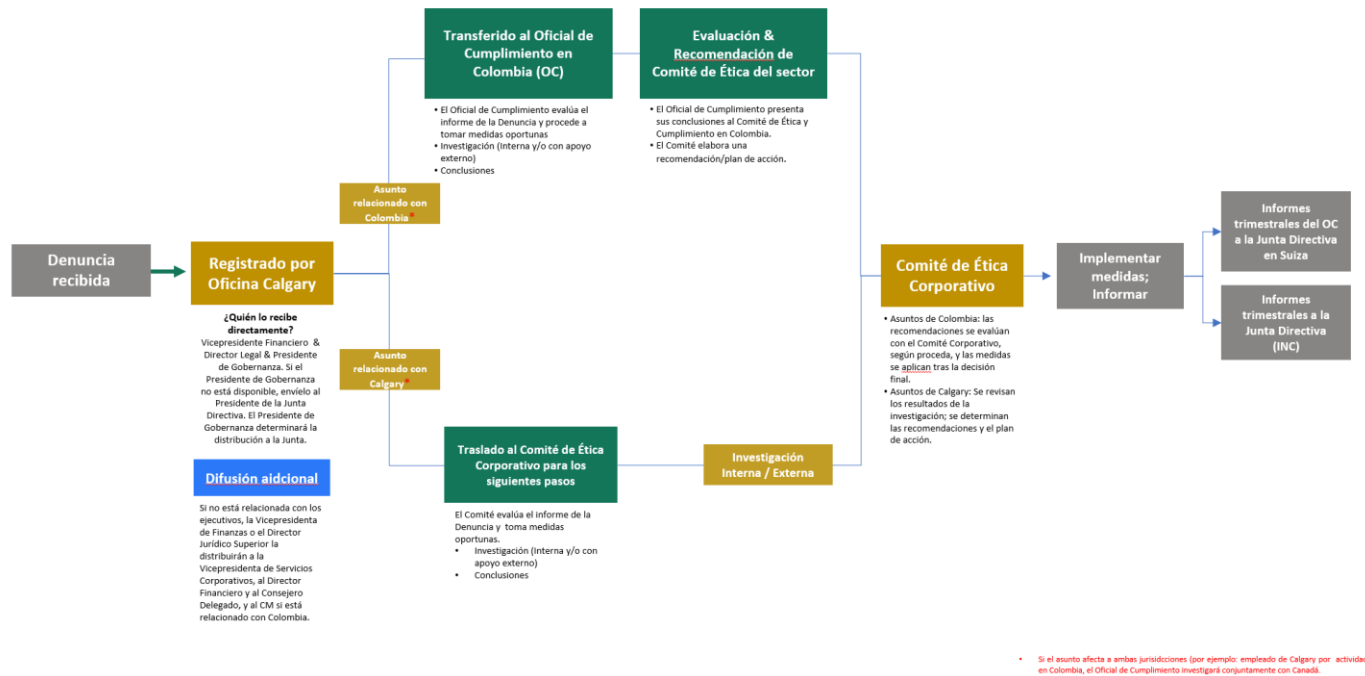 Transferido al Oficial de
Cumplimiento en
Colombia (OC)
• El Oficial de Cumplimiento evalúa el
informe de la Denuncia y procede a
tomar medidas oportunas
• Investigación (Interna y/o con apoyo
externo)
• Conclusiones
Evaluación &
Recomendación de
Comité de Ética del sector
• El Oficial de Cumplimiento presenta
sus conclusiones al Comité de Ética y
Cumplimiento en Colombia.
• El Comité elabora una
recomendación/plan de acción.
Asunto
relacionado con
Colombia*
Denuncia
recibida
Registrado por
Oficina Calgary
¿Quién lo recibe
directamente?
Vicepresidente Financiero &
Director Legal & Presidente
de Gobernanza. Si el
Presidente de Gobernanza
no está disponible, envíelo al
Presidente de la Junta
Directiva. El Presidente de
Gobernanza determinará la
distribución a la Junta.
Difusión aidcional
Si no está relacionada con los
ejecutivos, la Vicepresidenta
de Finanzas o el Director
Jurídico Superior la
distribuirán a la
Vicepresidenta de Servicios
Corporativos, al Director
Financiero y al Consejero
Delegado, y al CM si está
relacionado con Colombia.
Asunto
relacionado con
Calgary*
Traslado al Comité de Ética
Corporativo para los
siguientes pasos
El Comité evalúa el informe de la
Denuncia y toma medidas
oportunas.
• Investigación (Interna y/o con
apoyo externo)
• Conclusiones
Investigación
Interna / Externa
Comité de Ética
Corporativo
• Asuntos de Colombia: las
recomendaciones se evalúan
con el Comité Corporativo,
según proceda, y las medidas
se aplican tras la decisión
final.
• Asuntos de Calgary: Se revisan
los resultados de la
investigación; se determinan
las recomendaciones y el plan
de acción.
Implementar
medidas;
Informar
Informes
trimestrales del OC
a la Junta Directiva
en Suiza
Informes
trimestrales a la
Junta Directiva
(INC)
• Si el asunto afecta a ambas jurisidcciones (por ejemplo: empleado de Calgary por actividad
en Colombia, el Oficial de Cumplimiento investigará conjuntamente con Canadá.